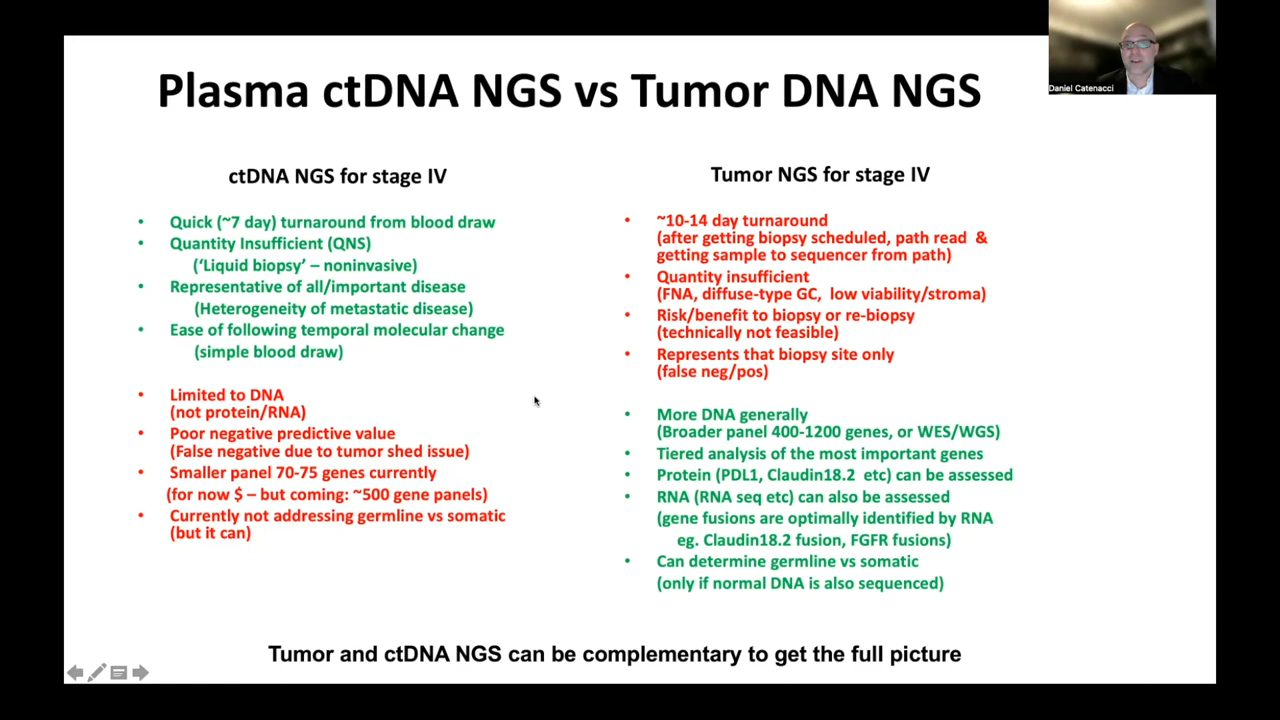 Daniel Catenacci
Plasma ctDNA NGS vs Tumor DNA NGS
ctDNA NGS for stage IV
• Quick (~7 day) turnaround from blood draw
• Quantity Insufficient (QNS)
(‘Liquid biopsy’ – noninvasive)
• Representative of all/important disease
(Heterogeneity of metastatic disease)
• Ease of following temporal molecular change
(simple blood draw)
• Limited to DNA
(not protein/RNA)
• Poor negative predictive value
(False negative due to tumor shed issue)
• Smaller panel 70-75 genes currently
(for now $ – but coming: ~500 gene panels)
• Currently not addressing germline vs somatic
(but it can)
Tumor NGS for stage IV
• ~10-14 day turnaround
(after getting biopsy scheduled, path read &
getting sample to sequencer from path)
• Quantity insufficient
(FNA, diffuse-type GC, low viability/stroma)
• Risk/benefit to biopsy or re-biopsy
(technically not feasible)
• Represents that biopsy site only
(false neg/pos)
• More DNA generally
(Broader panel 400-1200 genes, or WES/WGS)
• Tiered analysis of the most important genes
• Protein (PDL1, Claudin18.2 etc) can be assessed
• RNA (RNA seq etc) can also be assessed
(gene fusions are optimally identified by RNA
eg. Claudin18.2 fusion, FGFR fusions)
• Can determine germline vs somatic
(only if normal DNA is also sequenced)
Tumor and ctDNA NGS can be complementary to get the full picture